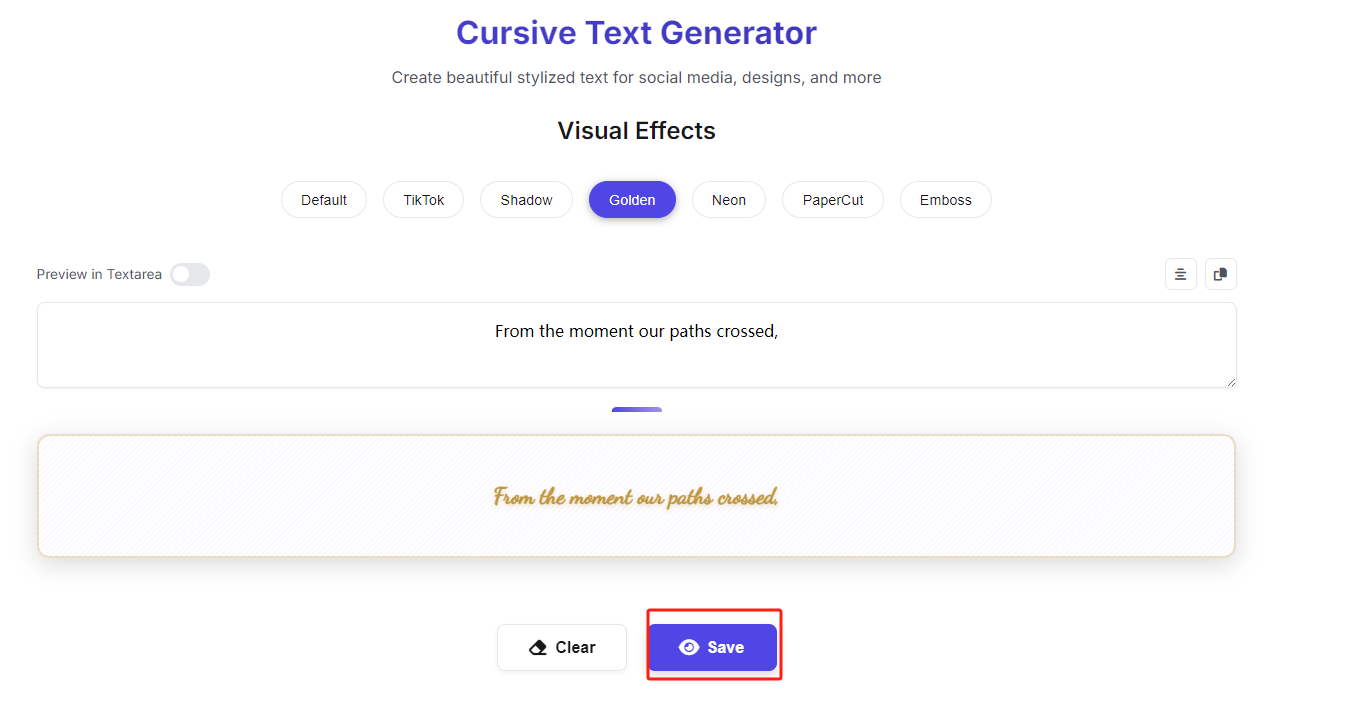 Cursive Text Generator
Create beautiful stylized text for social media, designs, and more
Visual Effects
Default TikTok Shadow Golden Neon PaperCut Emboss
Preview in Textarea
From the moment our paths crossed,
From the moment our paths crossed,
Clear Save